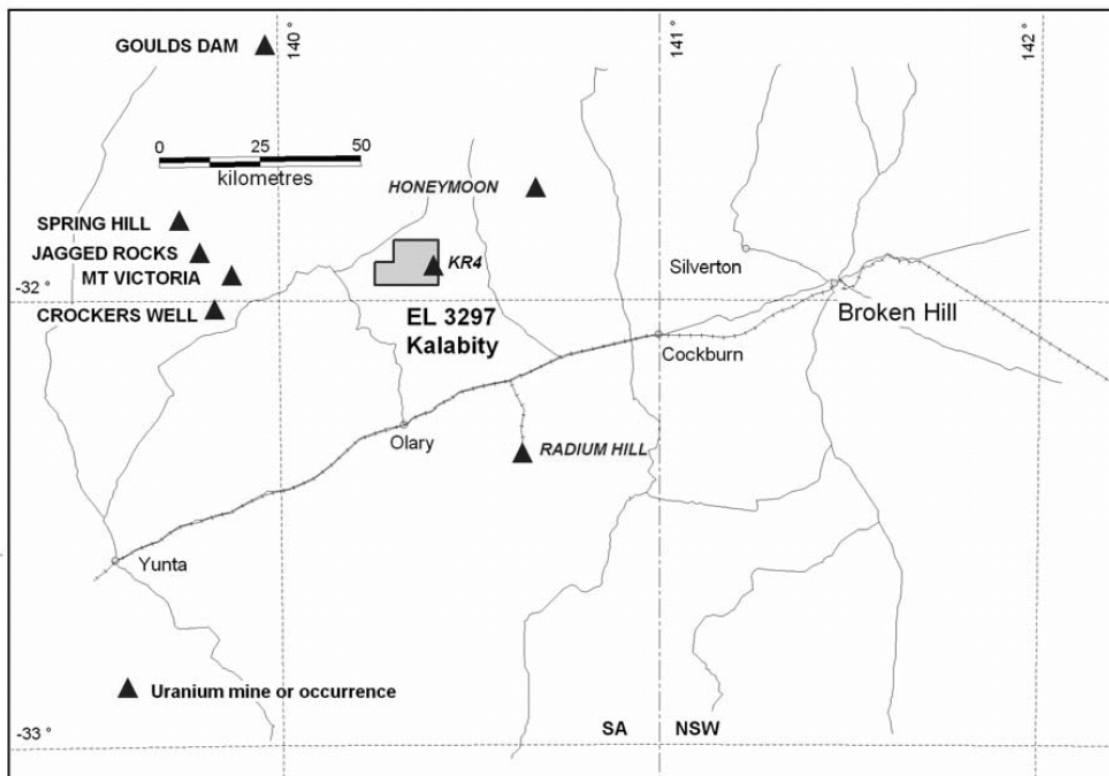 GOULDS DAM
140 °
141 °
142 °
0 25 50
kilometres
HONEYMOON
SPRING HILL
JAGGED ROCKS
MT VICTORIA
KR4
Silverton
-32 °
CROCKERS WELL
EL 3297
Kalabity
Broken Hill
Cockburn
Olary
RADIUM HILL
Yunta
Uranium mine or occurrence
SA NSW
-33 °